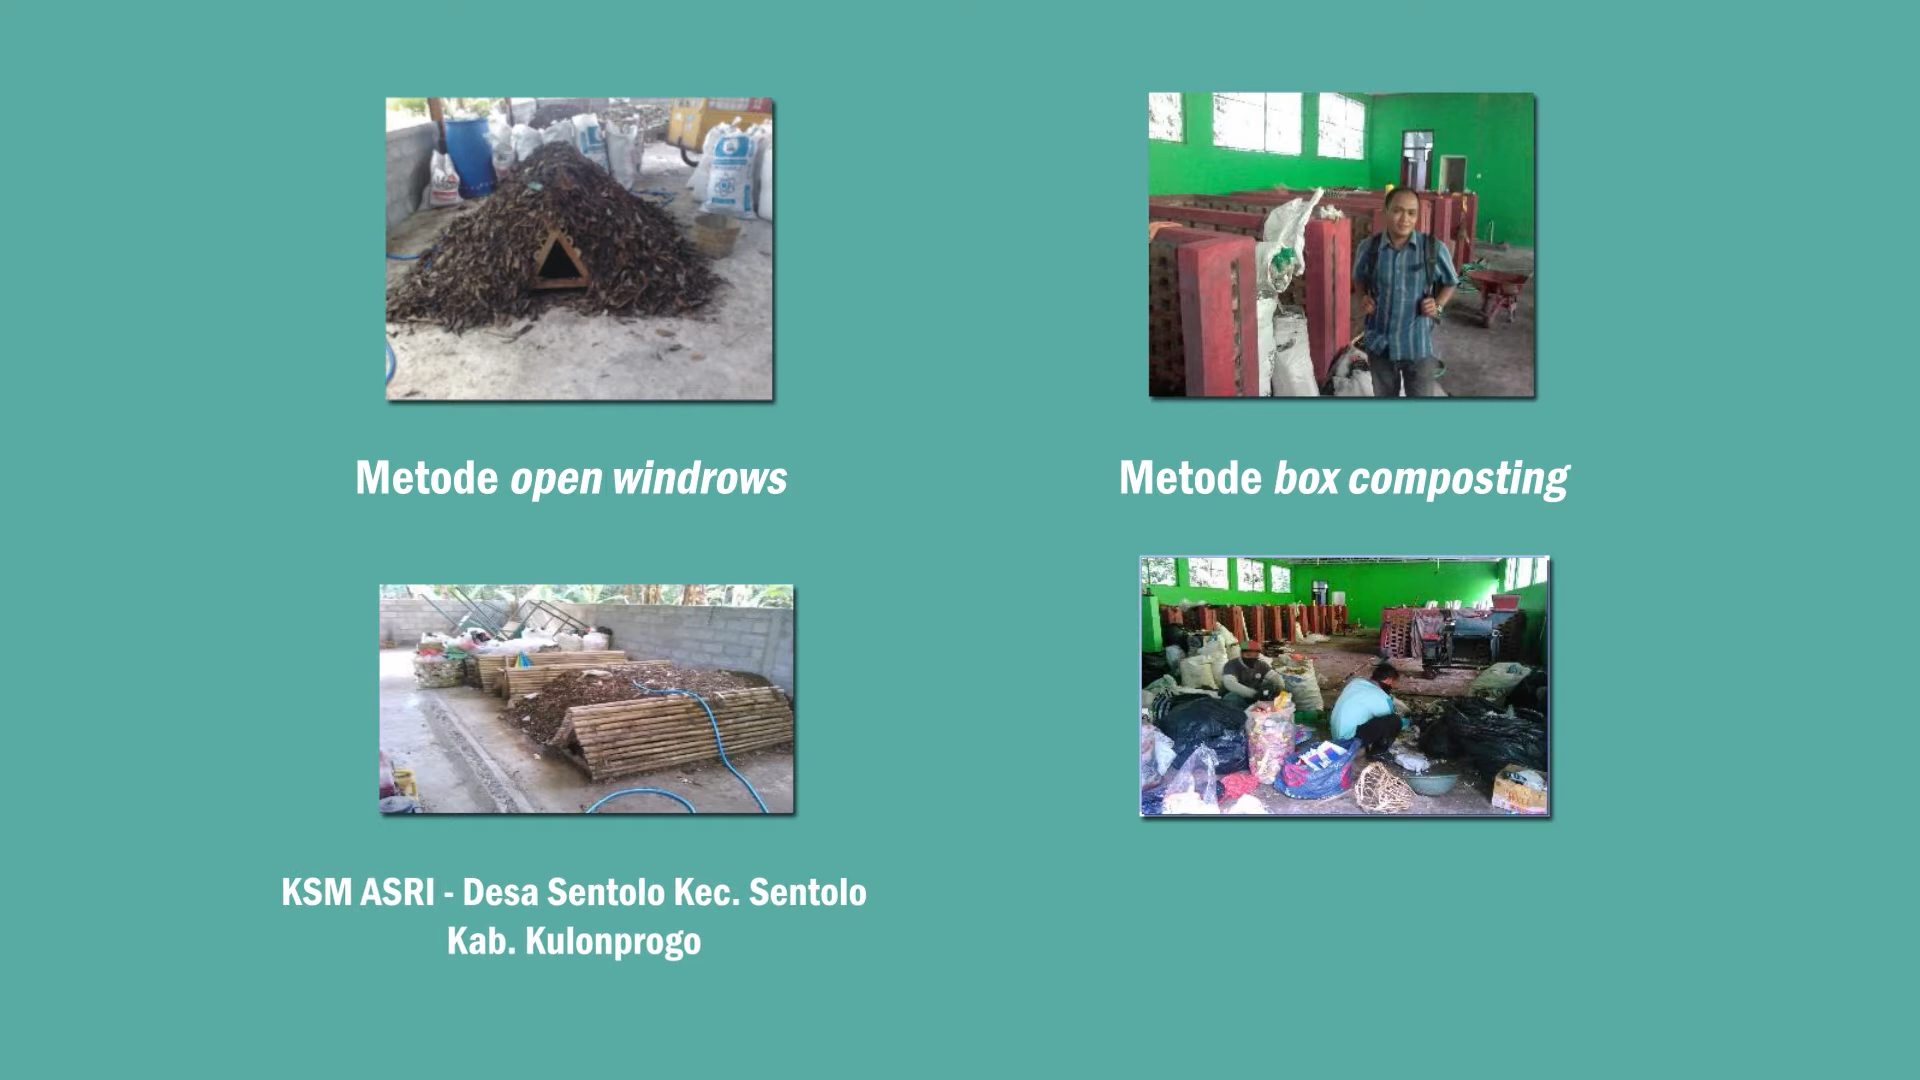 Metode open windrows
Metode box composting
KSM ASRI - Desa Sentolo Kec. Sentolo
Kab. Kulonprogo